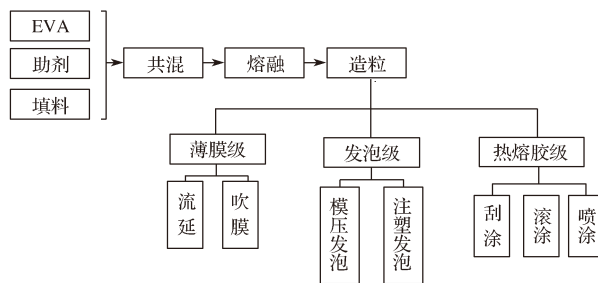 EVA
助剂
填料
共混
熔融
造粒
薄膜级
发泡级
热熔胶级
流延
吹膜
模压发泡
注塑发泡
刮涂
滚涂
喷涂